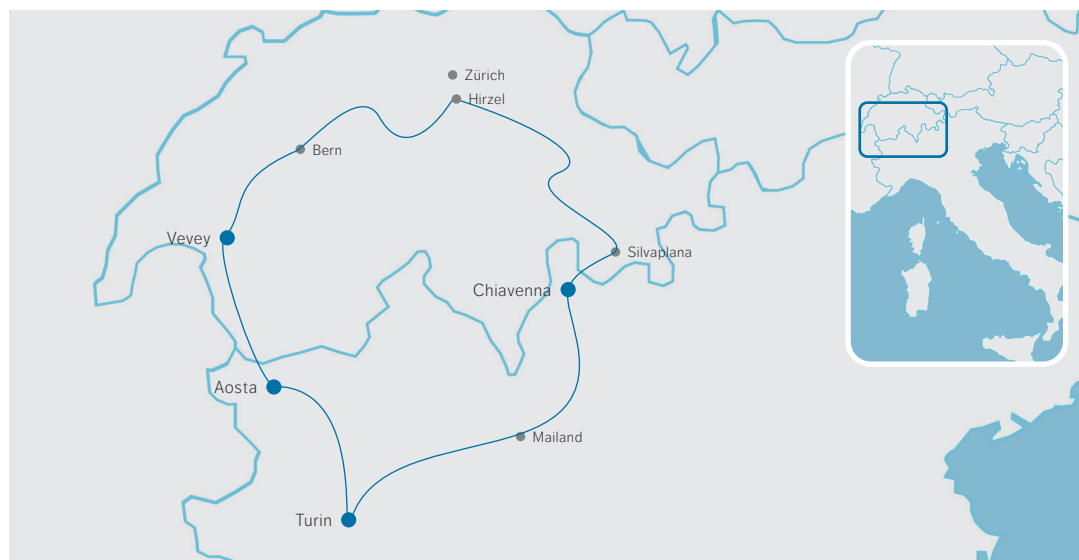 Zürich
Hirzel
Bern
Vevey
Silvaplana
Chiavenna
Aosta
Mailand
Turin